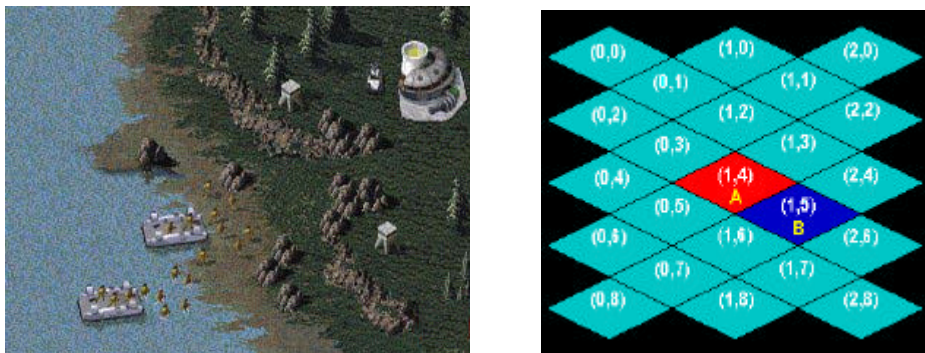 (0,0) (1,0) (2,0)
(0,1) (1,1)
(0,2) (1,2) (2,2)
(0,3) (1,3)
(0,4) (1,4) (2,4)
A
(0,5) (1,5)
B
(0,6) (1,6) (2,6)
(0,7) (1,7)
(0,8) (1,8) (2,8)